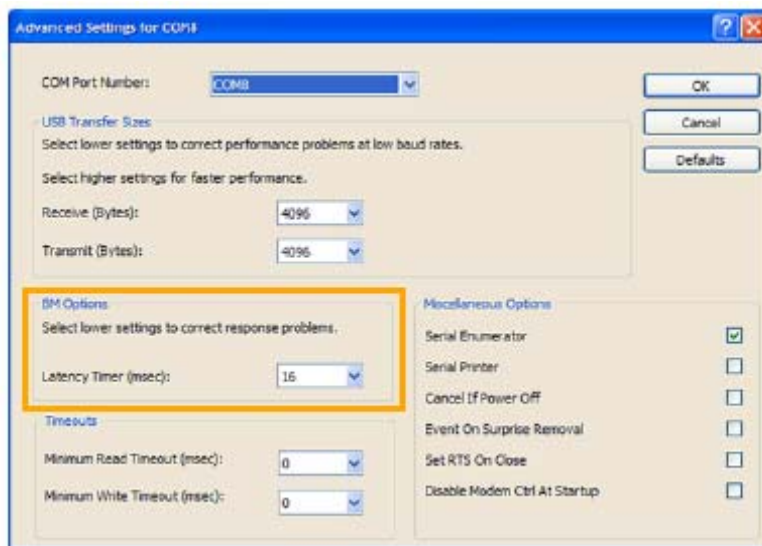 Advanced Settings for COM8
COM Port Number: COM8
OK
USB Transfer Sizes
Cancel
Select lower settings to correct performance problems at low baud rates.
Defaults
Select higher settings for faster performance.
Receive (Bytes): 4096
Transmit (Bytes): 4096
BM Options
Select lower settings to correct response problems.
Latency Timer (msec): 16
Timeouts
Minimum Read Timeout (msec): 0
Minimum Write Timeout (msec): 0
Miscellaneous Options
Serial Enumerator
Serial Printer
Cancel If Power Off
Event On Surprise Removal
Set RTS On Close
Disable Modem Ctrl At Startup